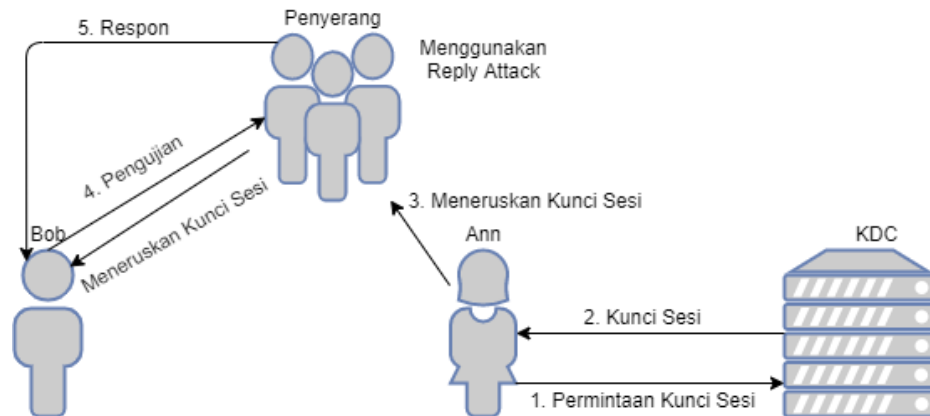 Penyerang
5. Respon
Menggunakan
Reply Attack
4. Pengujian
Meneruskan Kunci Sesi
3. Meneruskan Kunci Sesi
Bob
Ann
KDC
2. Kunci Sesi
1. Permintaan Kunci Sesi